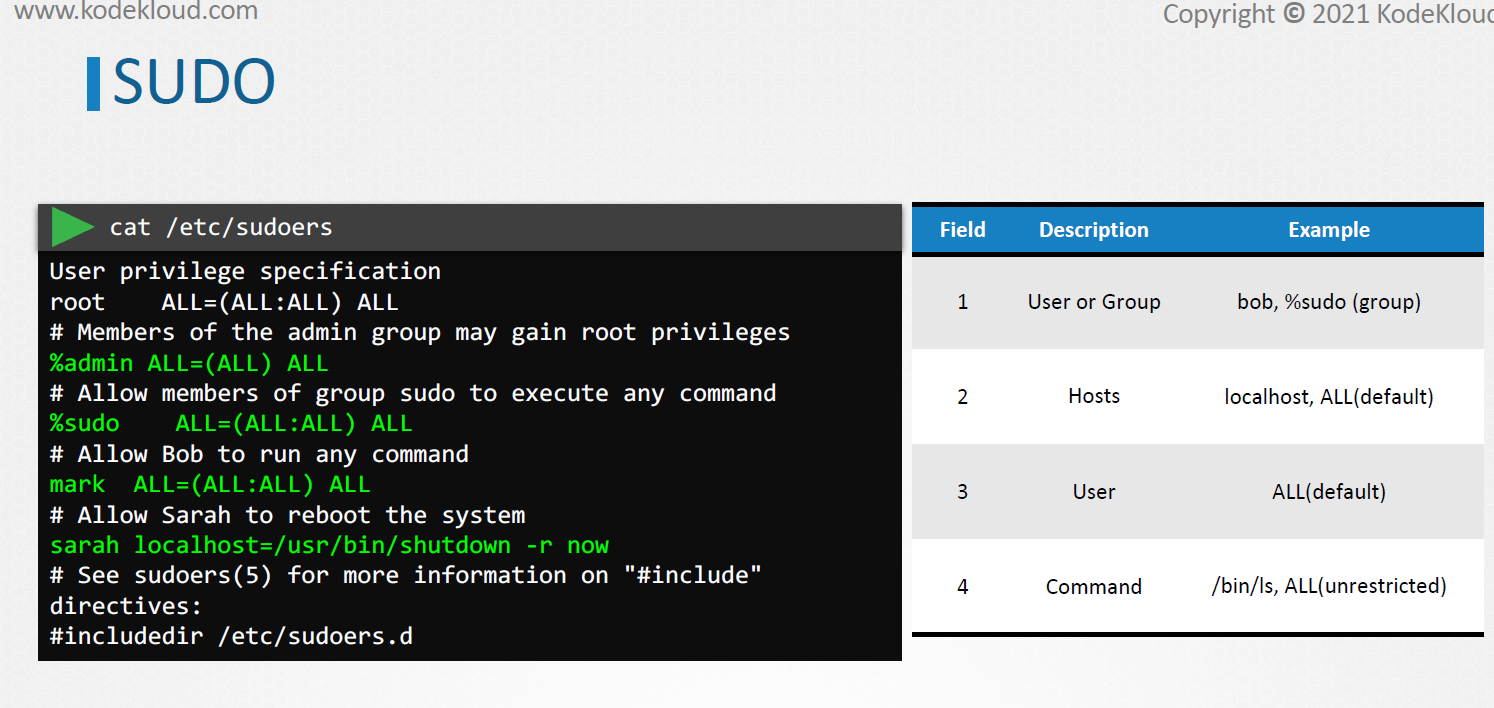 www.kodekloud.com
Copyright © 2021 KodeKloud
SUDO
cat /etc/sudoers
User privilege specification
root    ALL=(ALL:ALL) ALL
# Members of the admin group may gain root privileges
%admin ALL=(ALL) ALL
# Allow members of group sudo to execute any command
%sudo    ALL=(ALL:ALL) ALL
# Allow Bob to run any command
mark  ALL=(ALL:ALL) ALL
# Allow Sarah to reboot the system
sarah localhost=/usr/bin/shutdown -r now
# See sudoers(5) for more information on "#include"
directives:
#includedir /etc/sudoers.d
Field Description Example
1 User or Group bob, %sudo (group)
2 Hosts localhost, ALL(default)
3 User ALL(default)
4 Command /bin/ls, ALL(unrestricted)